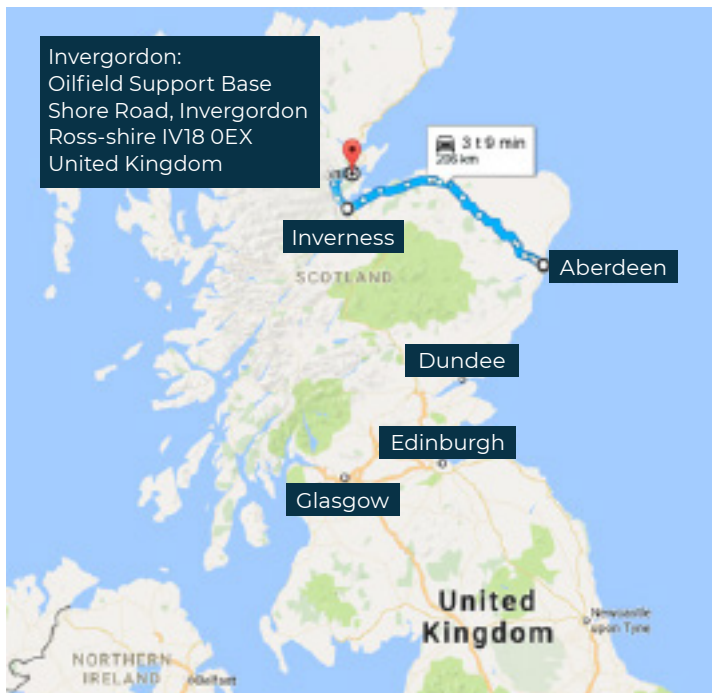 Invergordon:
Oilfield Support Base
Shore Road, Invergordon
Ross-shire IV18 0EX
United Kingdom
3 t 9 min
206 km
Inverness
Aberdeen
SCOTLAND
Dundee
Edinburgh
Glasgow
United
Kingdom
Newcastle
upon Tyne
NORTHERN
IRELAND
Belfast